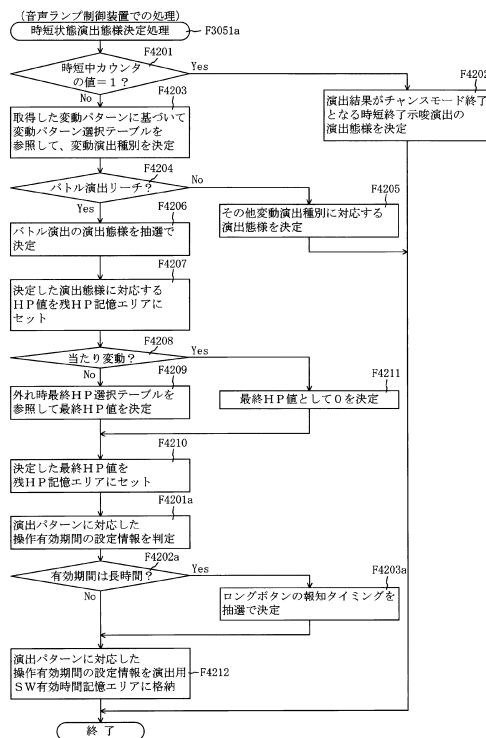 (音声ランプ制御装置での処理)
時短状態演出態様決定処理
F3051a
F4201
時短中カウンタ
の値＝1？
Yes
No
F4202
演出結果がチャンスモード終了
となる時短終了示唆演出の
演出態様を決定
F4203
取得した変動パターンに基づいて
変動パターン選択テーブルを
参照して、変動演出種別を決定
F4204
バトル演出リーチ？
No
Yes
F4205
その他変動演出種別に対応する
演出態様を決定
F4206
バトル演出の演出態様を抽選で
決定
F4207
決定した演出態様に対応する
ＨＰ値を残ＨＰ記憶エリアに
セット
F4208
当たり変動？
Yes
No
F4209
外れ時最終ＨＰ選択テーブルを
参照して最終ＨＰ値を決定
F4211
最終ＨＰ値として０を決定
F4210
決定した最終ＨＰ値を
残ＨＰ記憶エリアにセット
F4201a
演出パターンに対応した
操作有効期間の設定情報を判定
F4202a
有効期間は長時間？
Yes
No
F4203a
ロングボタンの報知タイミングを
抽選で決定
演出パターンに対応した
操作有効期間の設定情報を演出用
ＳＷ有効時間記憶エリアに格納
F4212
終了